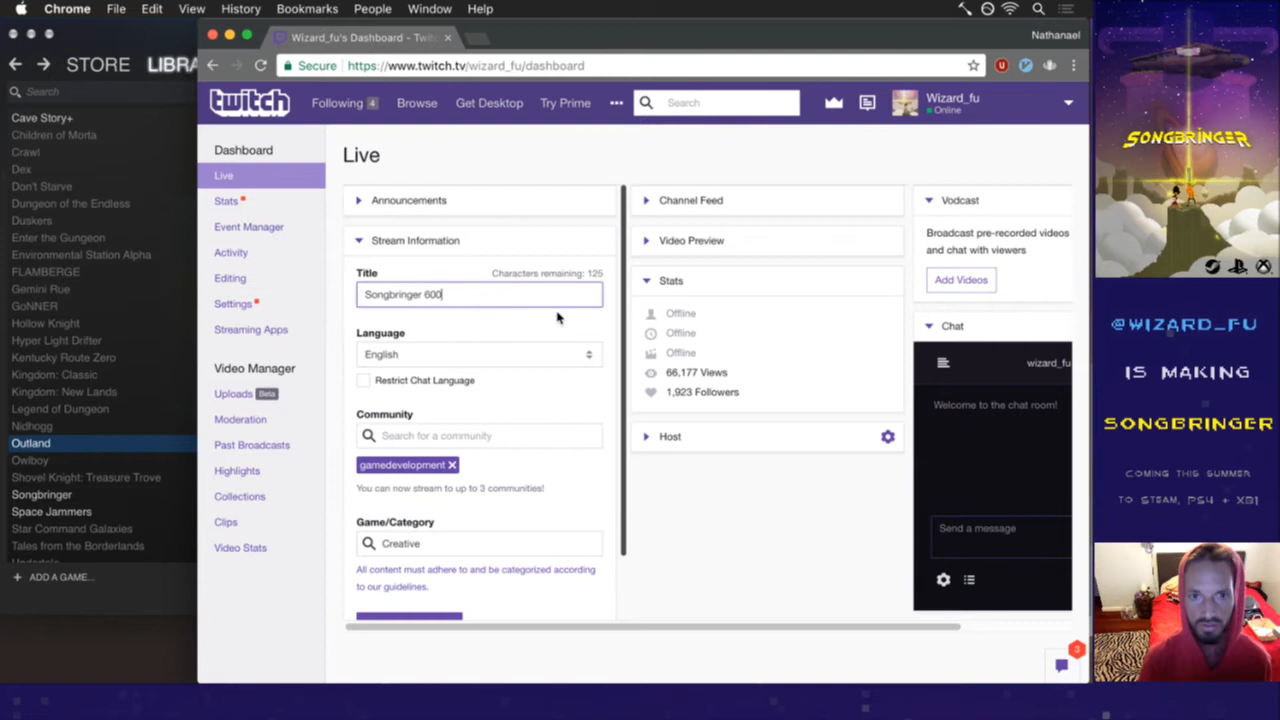 Chrome File Edit View History Bookmarks People Window Help
Wizard_fu's Dashboard - Twit
Nathanael
Secure https://www.twitch.tv/wizard_fu/dashboard
STORE LIBRA
Search
Cave Story+
Children of Morta
Crawl
Dex
Don't Starve
Dungeon of the Endless
Duskers
Enter the Gungeon
Environmental Station Alpha
FLAMBERGE
Gemini Rue
GoNNER
Hollow Knight
Hyper Light Drifter
Kentucky Route Zero
Kingdom: Classic
Kingdom: New Lands
Legend of Dungeon
Nidhogg
Outland
Owlboy
Shovel Knight: Treasure Trove
Songbringer
Space Jammers
Star Command Galaxies
Tales from the Borderlands
+ ADD A GAME...
twitch
Following 4 Browse Get Desktop Try Prime ••• Search
Wizard_fu
Online
Dashboard
Live
Stats
Event Manager
Activity
Editing
Settings
Streaming Apps
Video Manager
Uploads Beta
Moderation
Past Broadcasts
Highlights
Collections
Clips
Video Stats
Live
Announcements
Stream Information
Title Characters remaining: 125
Songbringer 600
Language
English
Restrict Chat Language
Community
Search for a community
gamedevelopment
You can now stream to up to 3 communities!
Game/Category
Creative
All content must adhere to and be categorized according
to our guidelines.
Channel Feed
Video Preview
Stats
Offline
Offline
Offline
66,177 Views
1,923 Followers
Host
Vodcast
Broadcast pre-recorded videos
and chat with viewers
Add Videos
Chat
wizard_fu
Welcome to the chat room!
Send a message
3
SONGBRINGER
@WIZARD_FU
IS MAKING
SONGBRINGER
COMING THIS SUMMER
TO STEAM, PS4 + XB1